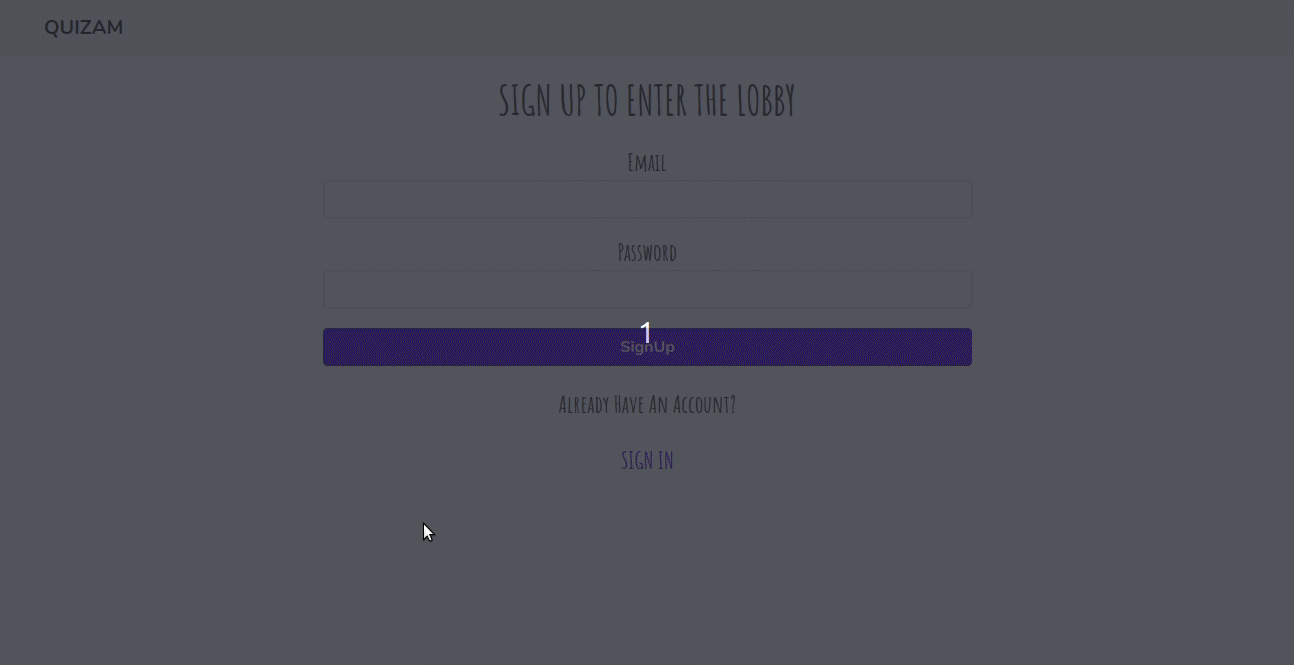 QUIZAM
SIGN UP TO ENTER THE LOBBY
Email
Password
1
SignUp
Already Have An Account?
SIGN IN